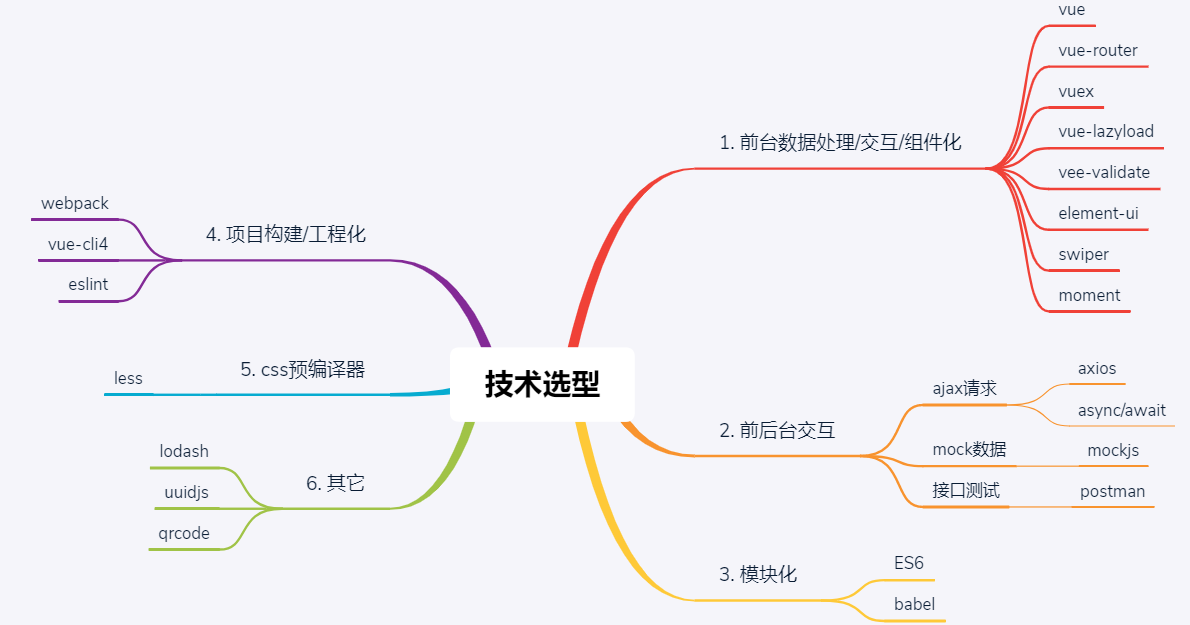 技术选型
1. 前台数据处理/交互/组件化
vue
vue-router
vuex
vue-lazyload
vee-validate
element-ui
swiper
moment
2. 前后台交互
ajax请求
axios
async/await
mock数据
mockjs
接口测试
postman
3. 模块化
ES6
babel
4. 项目构建/工程化
webpack
vue-cli4
eslint
5. css预编译器
less
6. 其它
lodash
uuidjs
qrcode